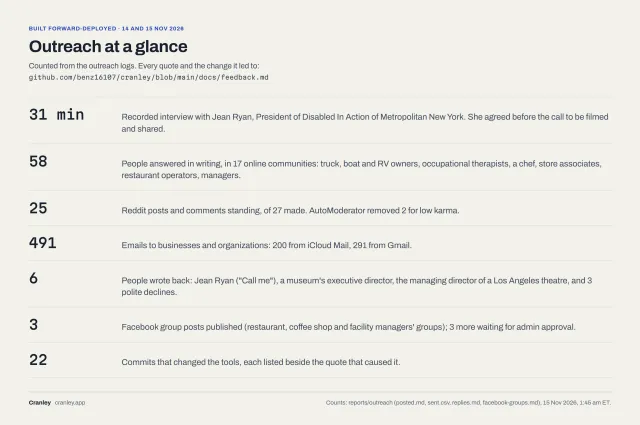 BUILT FORWARD-DEPLOYED · 14 AND 15 NOV 2026
Outreach at a glance
Counted from the outreach logs. Every quote and the change it led to:
github.com/benz16107/cranley/blob/main/docs/feedback.md
31 min
Recorded interview with Jean Ryan, President of Disabled In Action of Metropolitan New York. She agreed before the call to be filmed
and shared.
58
People answered in writing, in 17 online communities: truck, boat and RV owners, occupational therapists, a chef, store associates,
restaurant operators, managers.
25
Reddit posts and comments standing, of 27 made. AutoModerator removed 2 for low karma.
491
Emails to businesses and organizations: 200 from iCloud Mail, 291 from Gmail.
6
People wrote back: Jean Ryan ("Call me"), a museum's executive director, the managing director of a Los Angeles theatre, and 3
polite declines.
3
Facebook group posts published (restaurant, coffee shop and facility managers' groups); 3 more waiting for admin approval.
22
Commits that changed the tools, each listed beside the quote that caused it.
Cranley cranley.app
Counts: reports/outreach (posted.md, sent.csv, replies.md, facebook-groups.md), 15 Nov 2026, 1:45 am ET.